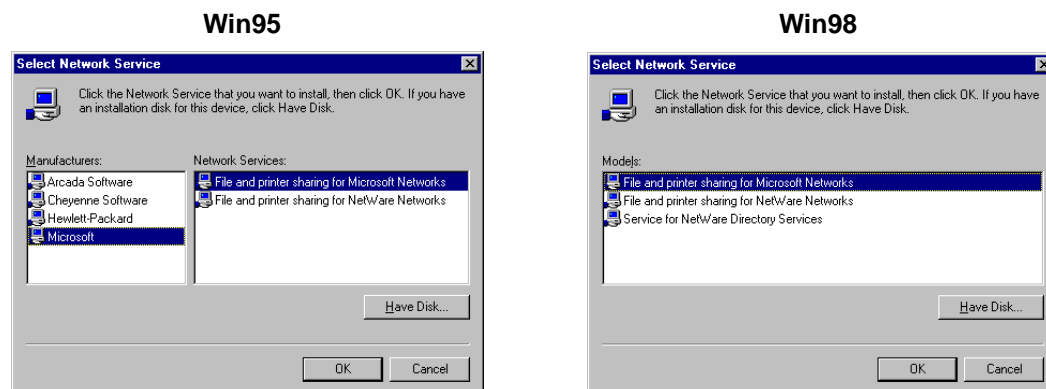 Win95
Select Network Service
Click the Network Service that you want to install, then click OK. If you have
an installation disk for this device, click Have Disk.
Manufacturers:
Network Services:
Arcada Software
Cheyenne Software
Hewlett-Packard
Microsoft
File and printer sharing for Microsoft Networks
File and printer sharing for NetWare Networks
Have Disk...
OK
Cancel
Win98
Select Network Service
Click the Network Service that you want to install, then click OK. If you have
an installation disk for this device, click Have Disk.
Models:
File and printer sharing for Microsoft Networks
File and printer sharing for NetWare Networks
Service for NetWare Directory Services
Have Disk...
OK
Cancel